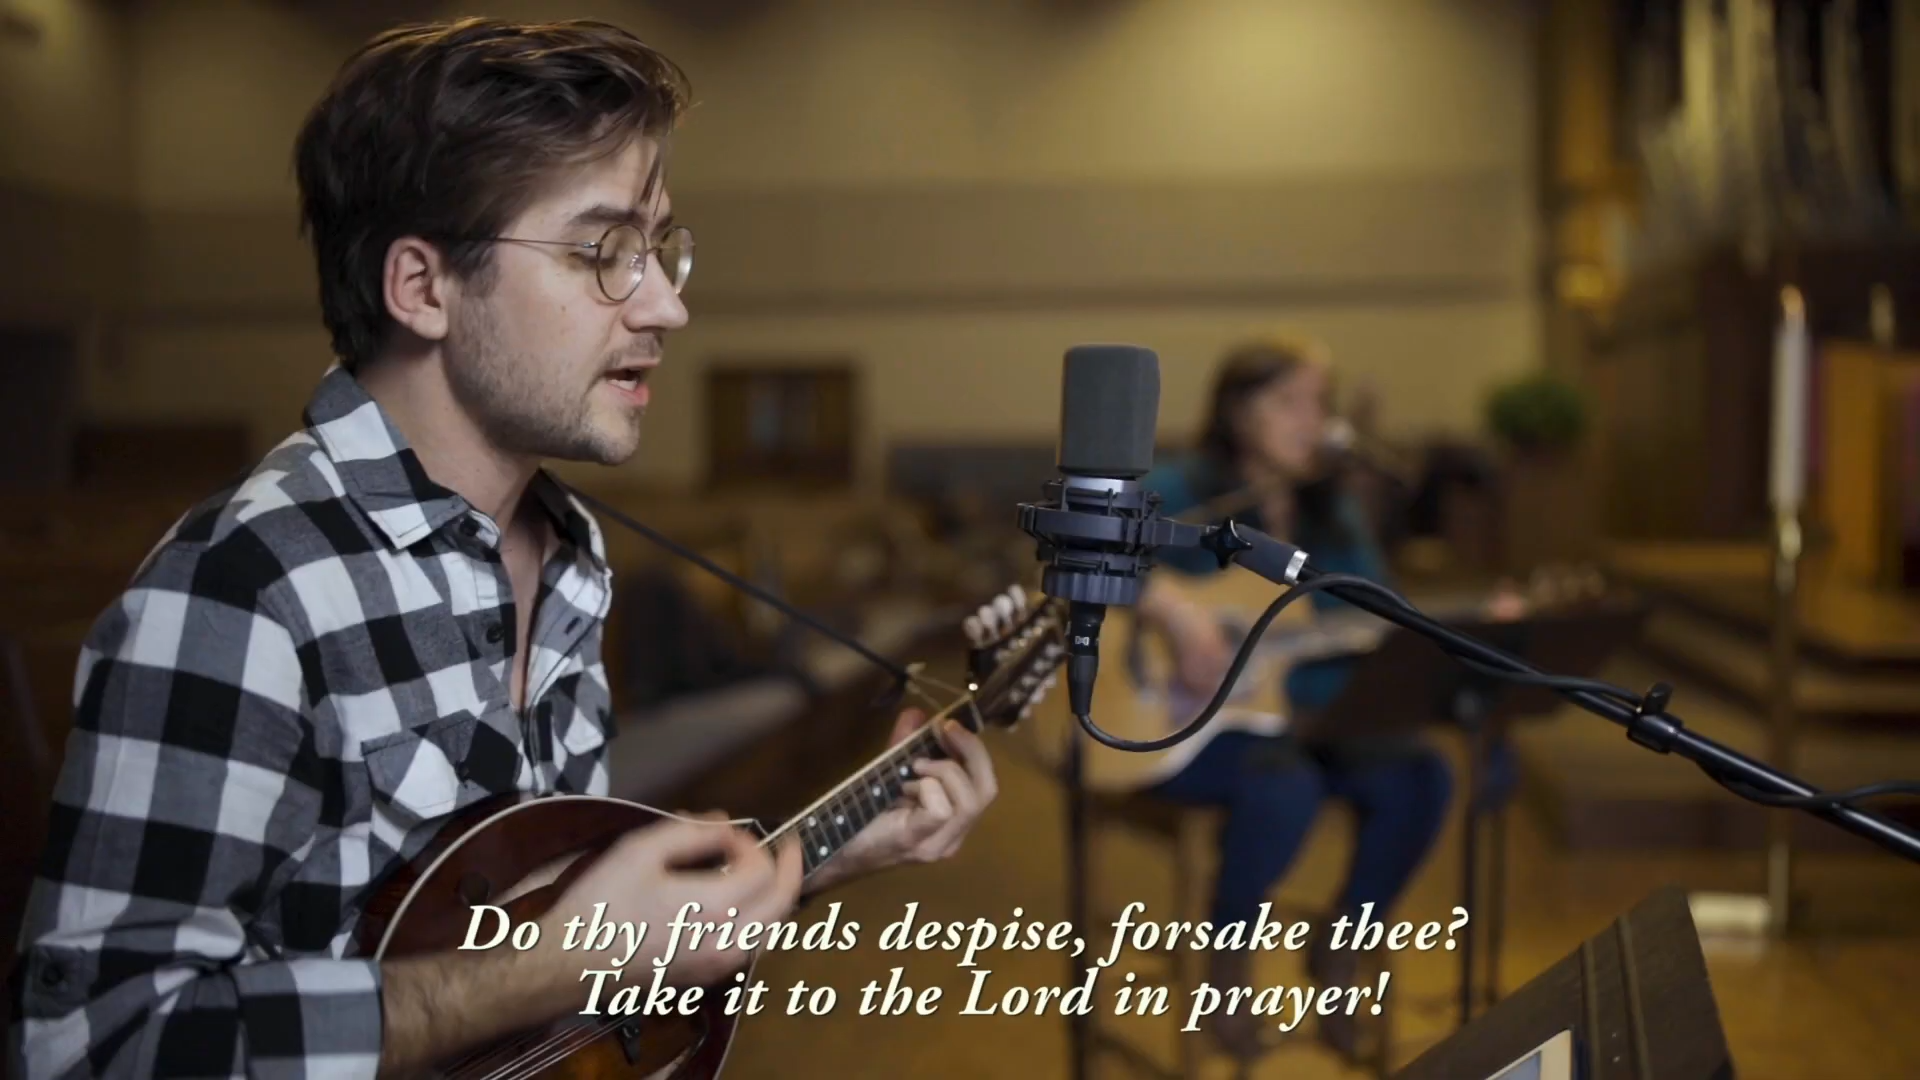 Do thy friends despise, forsake thee?
Take it to the Lord in prayer!